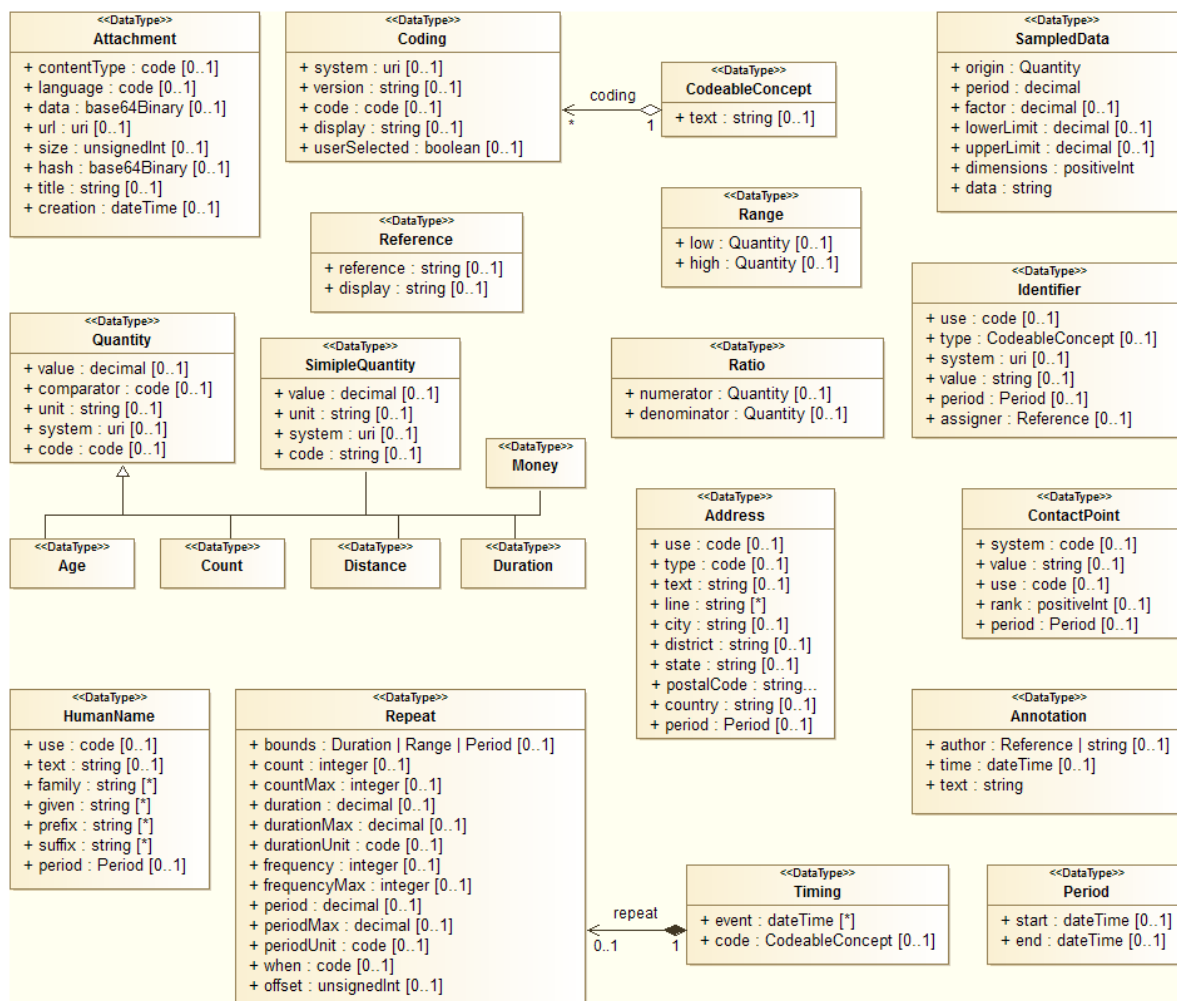 <<DataType>>
Attachment
+ contentType : code [0..1]
+ language : code [0..1]
+ data : base64Binary [0..1]
+ url : uri [0..1]
+ size : unsignedInt [0..1]
+ hash : base64Binary [0..1]
+ title : string [0..1]
+ creation : dateTime [0..1]
<<DataType>>
Coding
+ system : uri [0..1]
+ version : string [0..1]
+ code : code [0..1]
+ display : string [0..1]
+ userSelected : boolean [0..1]
coding
*
1
<<DataType>>
CodeableConcept
+ text : string [0..1]
<<DataType>>
SampledData
+ origin : Quantity
+ period : decimal
+ factor : decimal [0..1]
+ lowerLimit : decimal [0..1]
+ upperLimit : decimal [0..1]
+ dimensions : positiveInt
+ data : string
<<DataType>>
Reference
+ reference : string [0..1]
+ display : string [0..1]
<<DataType>>
Range
+ low : Quantity [0..1]
+ high : Quantity [0..1]
<<DataType>>
Identifier
+ use : code [0..1]
+ type : CodeableConcept [0..1]
+ system : uri [0..1]
+ value : string [0..1]
+ period : Period [0..1]
+ assigner : Reference [0..1]
<<DataType>>
Quantity
+ value : decimal [0..1]
+ comparator : code [0..1]
+ unit : string [0..1]
+ system : uri [0..1]
+ code : code [0..1]
<<DataType>>
SimipleQuantity
+ value : decimal [0..1]
+ unit : string [0..1]
+ system : uri [0..1]
+ code : string [0..1]
<<DataType>>
Ratio
+ numerator : Quantity [0..1]
+ denominator : Quantity [0..1]
<<DataType>>
Money
<<DataType>>
Age
<<DataType>>
Count
<<DataType>>
Distance
<<DataType>>
Duration
<<DataType>>
Address
+ use : code [0..1]
+ type : code [0..1]
+ text : string [0..1]
+ line : string [*]
+ city : string [0..1]
+ district : string [0..1]
+ state : string [0..1]
+ postalCode : string...
+ country : string [0..1]
+ period : Period [0..1]
<<DataType>>
ContactPoint
+ system : code [0..1]
+ value : string [0..1]
+ use : code [0..1]
+ rank : positiveInt [0..1]
+ period : Period [0..1]
<<DataType>>
HumanName
+ use : code [0..1]
+ text : string [0..1]
+ family : string [*]
+ given : string [*]
+ prefix : string [*]
+ suffix : string [*]
+ period : Period [0..1]
<<DataType>>
Repeat
+ bounds : Duration | Range | Period [0..1]
+ count : integer [0..1]
+ countMax : integer [0..1]
+ duration : decimal [0..1]
+ durationMax : decimal [0..1]
+ durationUnit : code [0..1]
+ frequency : integer [0..1]
+ frequencyMax : integer [0..1]
+ period : decimal [0..1]
+ periodMax : decimal [0..1]
+ periodUnit : code [0..1]
+ when : code [0..1]
+ offset : unsignedInt [0..1]
<<DataType>>
Annotation
+ author : Reference | string [0..1]
+ time : dateTime [0..1]
+ text : string
repeat
0..1
1
<<DataType>>
Timing
+ event : dateTime [*]
+ code : CodeableConcept [0..1]
<<DataType>>
Period
+ start : dateTime [0..1]
+ end : dateTime [0..1]